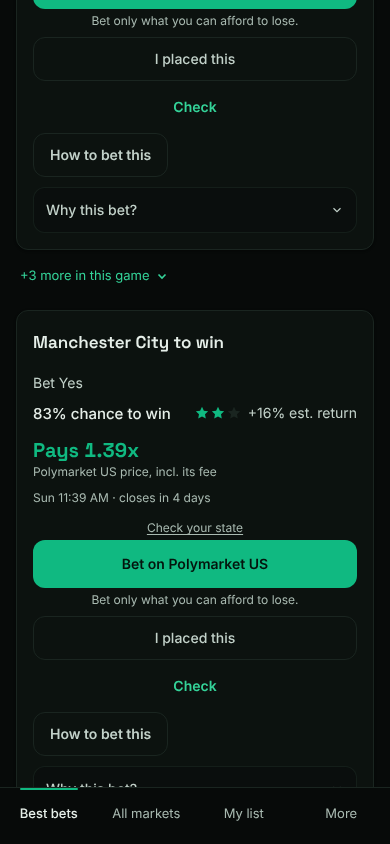 Bet only what you can afford to lose.
I placed this
Check
How to bet this
Why this bet?
+3 more in this game
Manchester City to win
Bet Yes
83% chance to win +16% est. return
Pays 1.39x
Polymarket US price, incl. its fee
Sun 11:39 AM · closes in 4 days
Check your state
Bet on Polymarket US
Bet only what you can afford to lose.
I placed this
Check
How to bet this
Why this bet?
Best bets All markets My list More